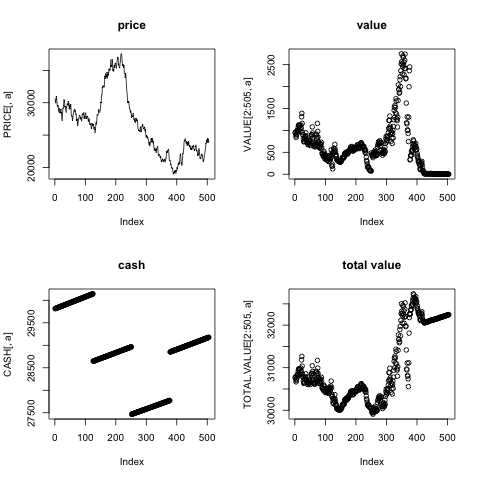 price
PRICE[, a]
20000
30000
0 100 200 300 400 500
Index
value
VALUE[2:505, a]
0
500
1500
2500
0 100 200 300 400 500
Index
cash
CASH[, a]
27500
28500
29500
0 100 200 300 400 500
Index
total value
TOTAL.VALUE[2:505, a]
30000
31000
32000
0 100 200 300 400 500
Index